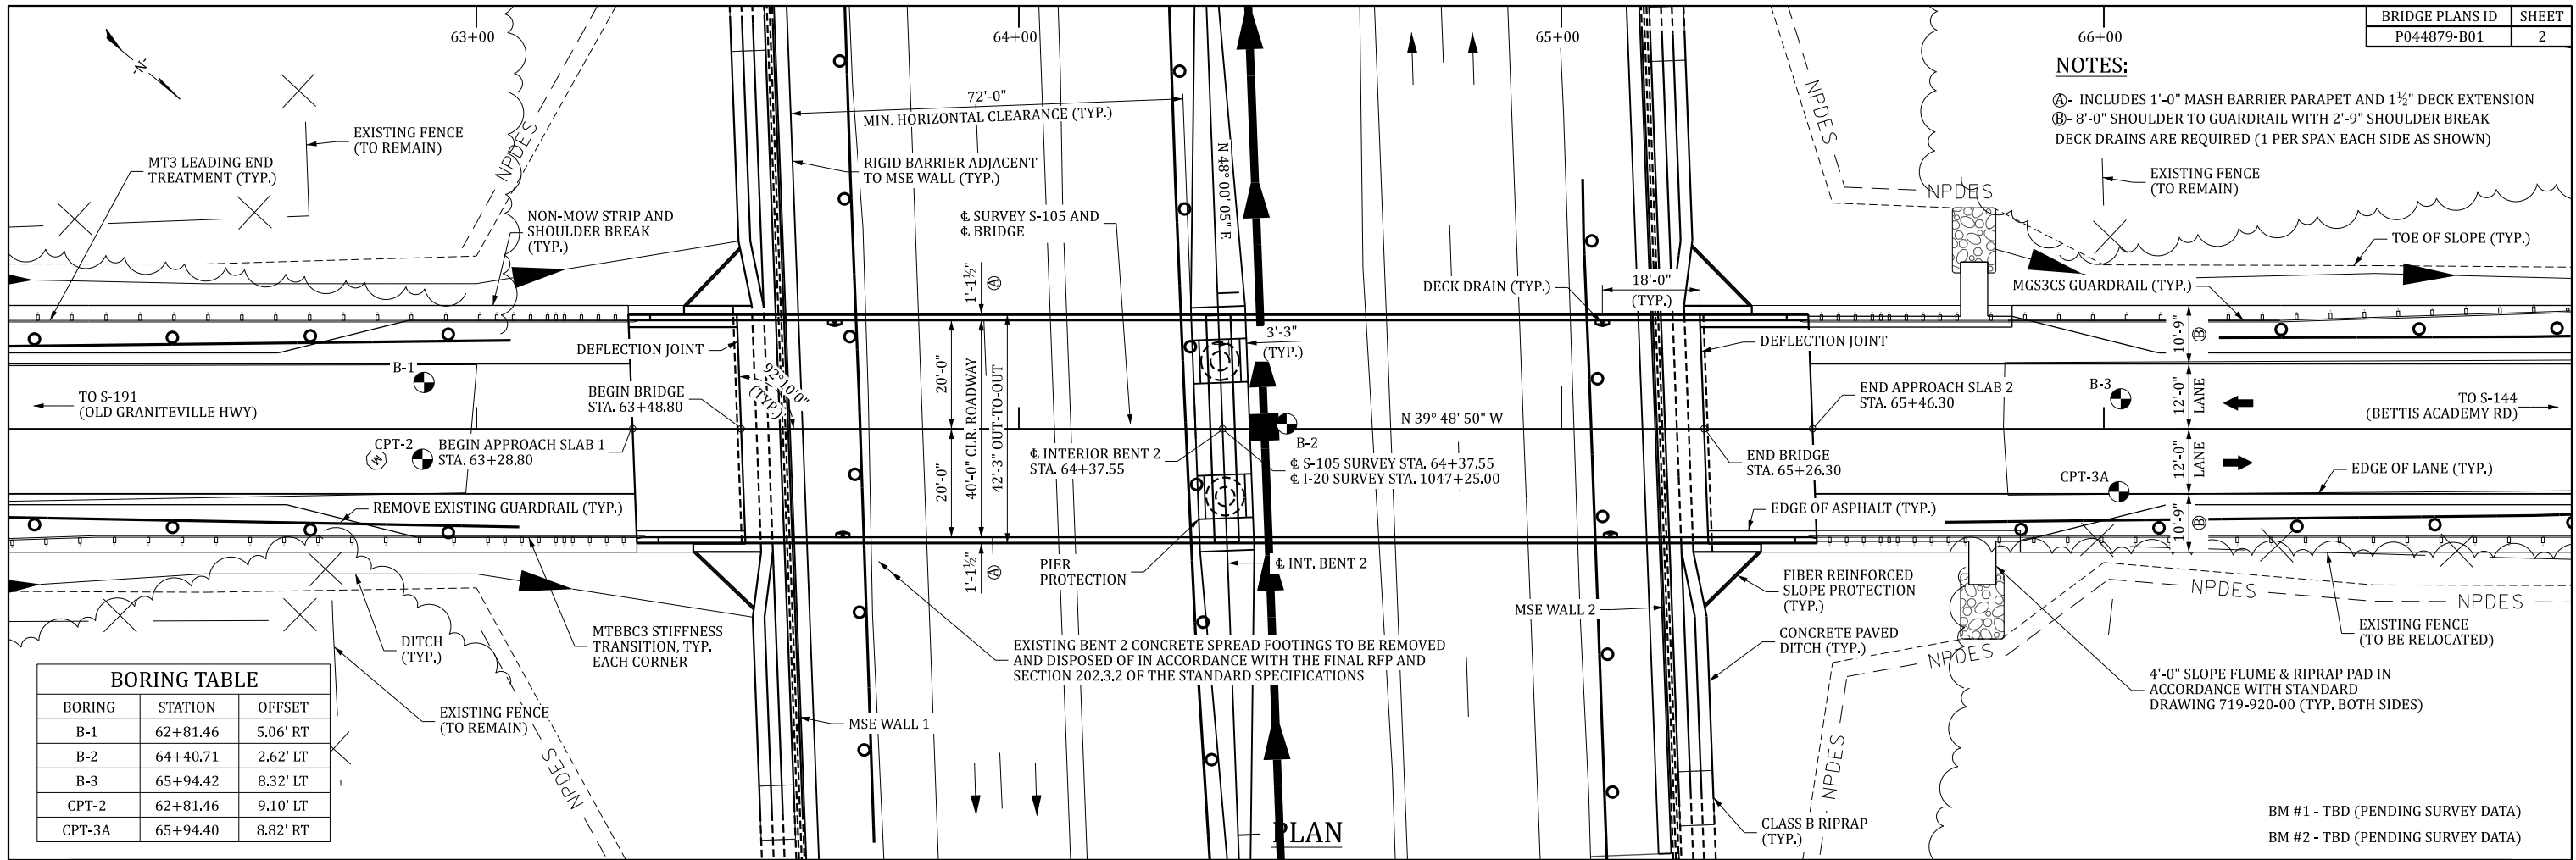 BRIDGE PLANS ID SHEET
P044879-B01 2
63+00
64+00
65+00
66+00
-N-
NOTES:
Ⓐ- INCLUDES 1'-0" MASH BARRIER PARAPET AND 1½" DECK EXTENSION
Ⓑ- 8'-0" SHOULDER TO GUARDRAIL WITH 2'-9" SHOULDER BREAK
DECK DRAINS ARE REQUIRED (1 PER SPAN EACH SIDE AS SHOWN)
EXISTING FENCE
(TO REMAIN)
MT3 LEADING END
TREATMENT (TYP.)
NPDES
NON-MOW STRIP AND
SHOULDER BREAK
(TYP.)
72'-0"
MIN. HORIZONTAL CLEARANCE (TYP.)
RIGID BARRIER ADJACENT
TO MSE WALL (TYP.)
℄ SURVEY S-105 AND
℄ BRIDGE
N 48° 00' 05" E
NPDES
NPDES
EXISTING FENCE
(TO REMAIN)
TOE OF SLOPE (TYP.)
MGS3CS GUARDRAIL (TYP.)
DECK DRAIN (TYP.)
18'-0"
(TYP.)
1'-1½"
Ⓐ
3'-3"
(TYP.)
DEFLECTION JOINT
DEFLECTION JOINT
B-1
TO S-191
(OLD GRANITEVILLE HWY)
BEGIN BRIDGE
STA. 63+48.80
92°10'0"
(TYP.)
20'-0"
40'-0" CLR. ROADWAY
42'-3" OUT-TO-OUT
20'-0"
1'-1½"
Ⓐ
CPT-2
BEGIN APPROACH SLAB 1
STA. 63+28.80
W
REMOVE EXISTING GUARDRAIL (TYP.)
℄ INTERIOR BENT 2
STA. 64+37.55
B-2
N 39° 48' 50" W
℄ S-105 SURVEY STA. 64+37.55
℄ I-20 SURVEY STA. 1047+25.00
END BRIDGE
STA. 65+26.30
END APPROACH SLAB 2
STA. 65+46.30
B-3
10'-9"
Ⓑ
12'-0"
LANE
12'-0"
LANE
10'-9"
Ⓑ
TO S-144
(BETTIS ACADEMY RD)
EDGE OF LANE (TYP.)
CPT-3A
EDGE OF ASPHALT (TYP.)
PIER
PROTECTION
℄ INT. BENT 2
MSE WALL 2
FIBER REINFORCED
SLOPE PROTECTION
(TYP.)
CONCRETE PAVED
DITCH (TYP.)
NPDES
NPDES
NPDES
NPDES
EXISTING FENCE
(TO BE RELOCATED)
4'-0" SLOPE FLUME & RIPRAP PAD IN
ACCORDANCE WITH STANDARD
DRAWING 719-920-00 (TYP. BOTH SIDES)
DITCH
(TYP.)
MTBBC3 STIFFNESS
TRANSITION, TYP.
EACH CORNER
EXISTING BENT 2 CONCRETE SPREAD FOOTINGS TO BE REMOVED
AND DISPOSED OF IN ACCORDANCE WITH THE FINAL RFP AND
SECTION 202.3.2 OF THE STANDARD SPECIFICATIONS
EXISTING FENCE
(TO REMAIN)
MSE WALL 1
NPDES
BORING TABLE
BORING STATION OFFSET
B-1 62+81.46 5.06' RT
B-2 64+40.71 2.62' LT
B-3 65+94.42 8.32' LT
CPT-2 62+81.46 9.10' LT
CPT-3A 65+94.40 8.82' RT
PLAN
CLASS B RIPRAP
(TYP.)
BM #1 - TBD (PENDING SURVEY DATA)
BM #2 - TBD (PENDING SURVEY DATA)